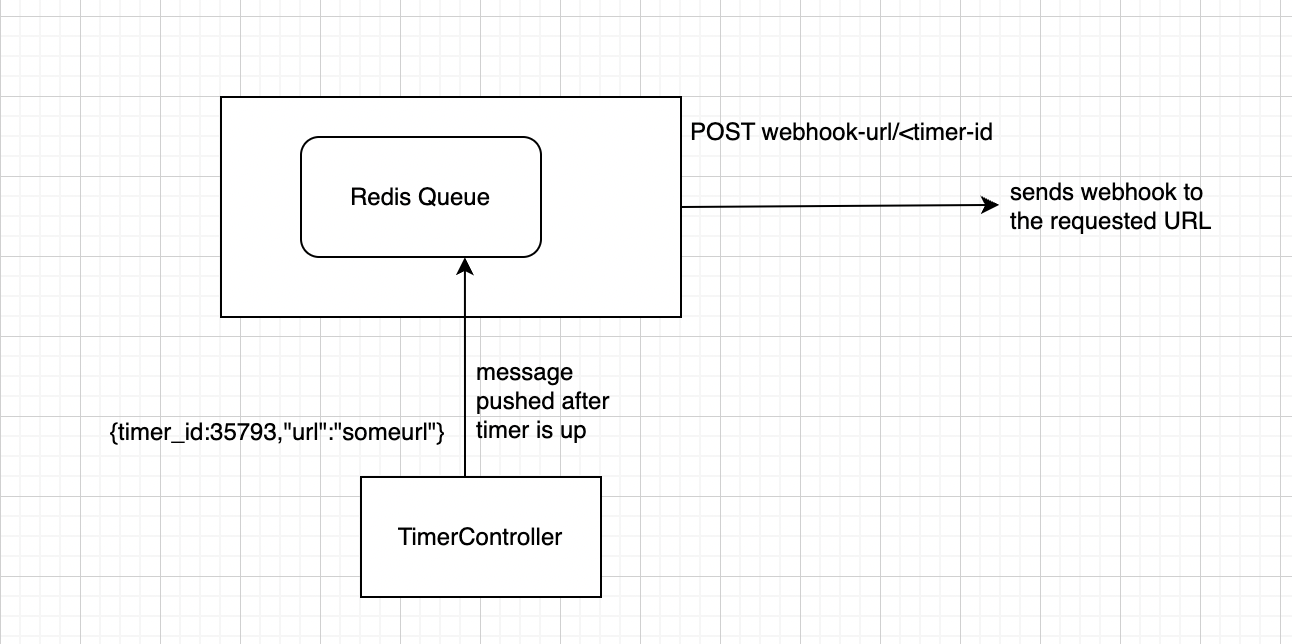 POST webhook-url/<timer-id
Redis Queue
sends webhook to
the requested URL
message
pushed after
timer is up
{timer_id:35793,"url":"someurl"}
TimerController